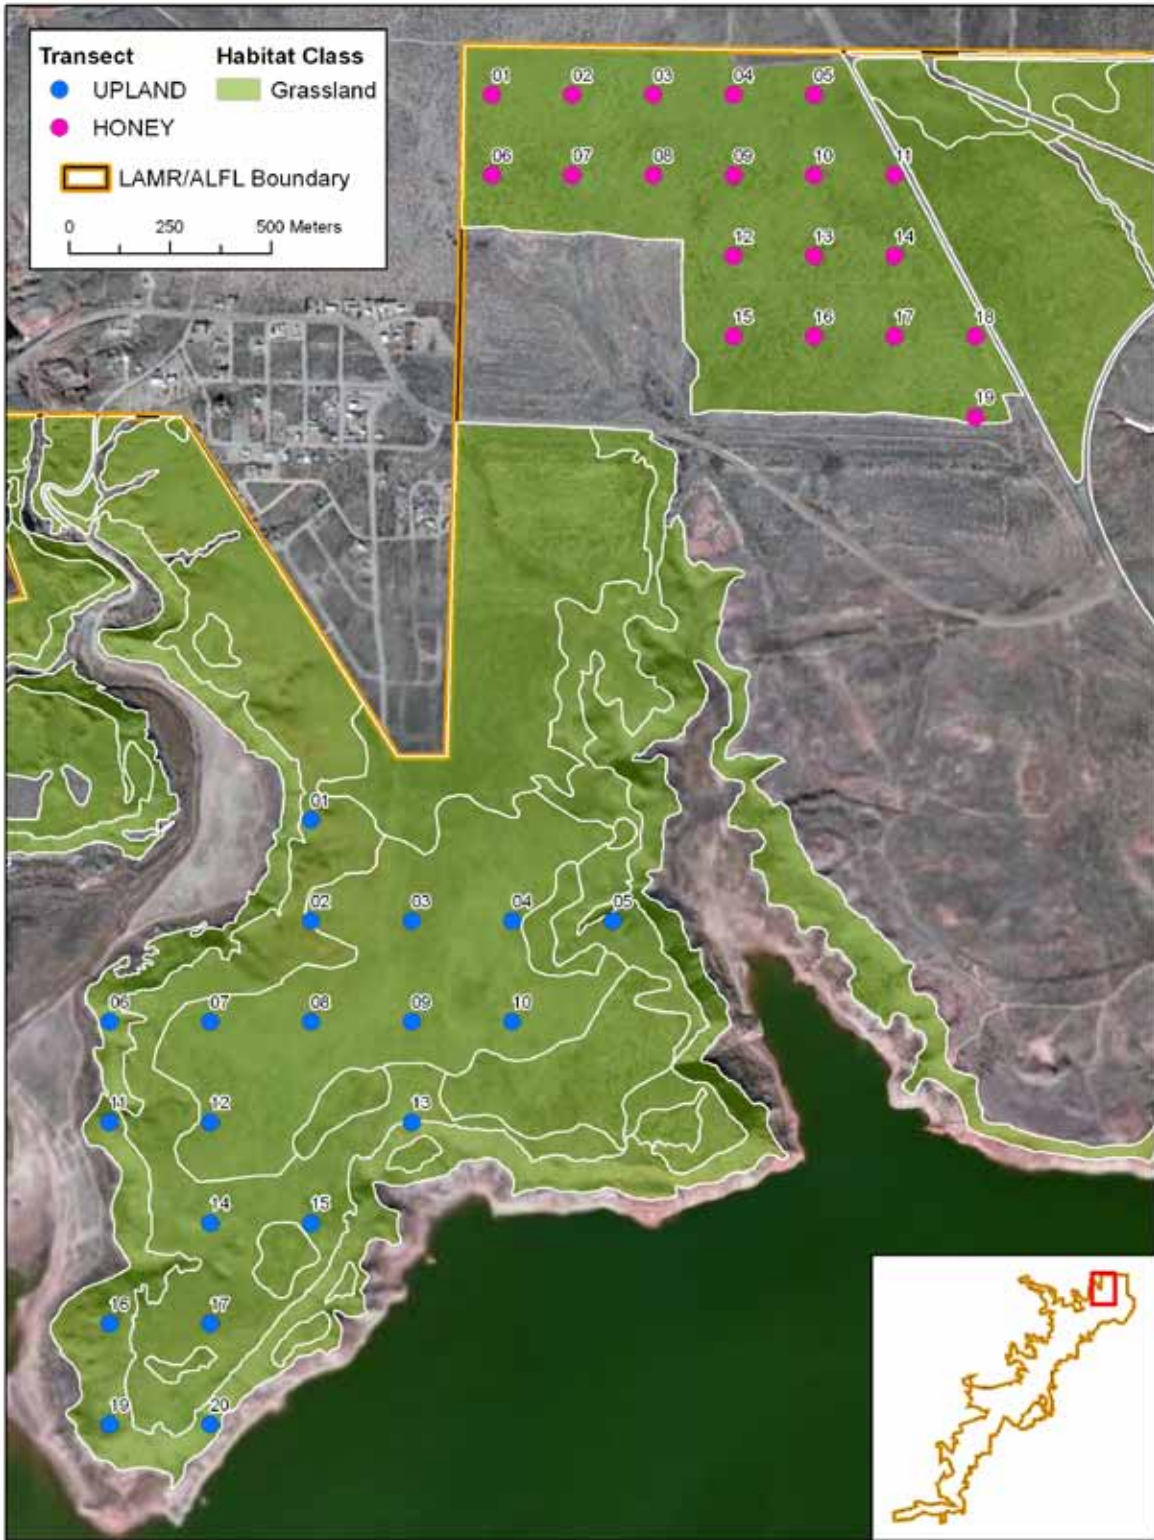 Transect Habitat Class
UPLAND Grassland
HONEY
LAMR/ALFL Boundary
0 250 500 Meters
01 02 03 04 05
06 07 08 09 10 11
12 13 14
15 16 17 18
19
01
02 03 04 05
06 07 08 09 10
11 12 13
14 15
16 17
19 20